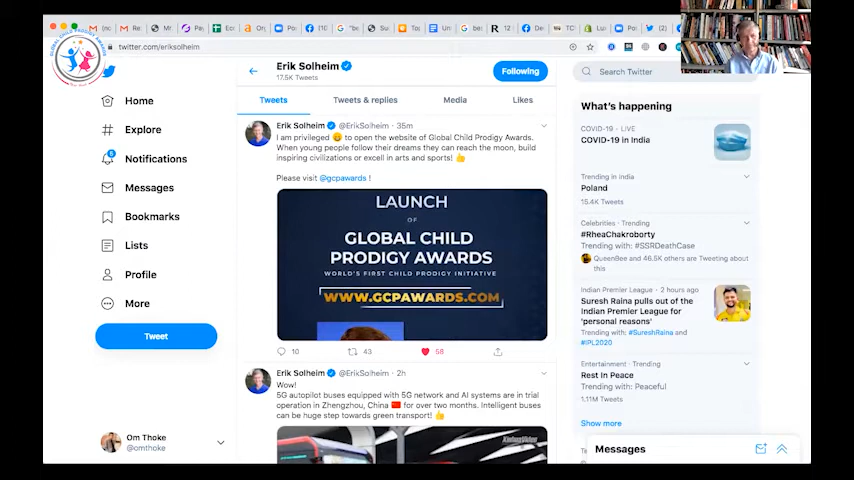 twitter.com/eriksolheim
GLOBAL CHILD PRODIGY AWARDS
Erik Solheim
17.5K Tweets
Following
Search Twitter
Home
Explore
Notifications
Messages
Bookmarks
Lists
Profile
More
Tweet
Om Thoke
@omthoke
Tweets
Tweets & replies
Media
Likes
Erik Solheim @ErikSolheim · 35m
I am privileged 😀 to open the website of Global Child Prodigy Awards.
When young people follow their dreams they can reach the moon, build
inspiring civilizations or excell in arts and sports! 👍
Please visit @gcpawards !
LAUNCH
OF
GLOBAL CHILD
PRODIGY AWARDS
WORLD'S FIRST CHILD PRODIGY INITIATIVE
WWW.GCPAWARDS.COM
10
43
58
Erik Solheim @ErikSolheim · 2h
Wow!
5G autopilot buses equipped with 5G network and AI systems are in trial
operation in Zhengzhou, China 🇨🇳 for over two months. Intelligent buses
can be huge step towards green transport! 👍
XinhuaVideo
What's happening
COVID-19 · LIVE
COVID-19 in India
Trending in India
Poland
15.4K Tweets
Celebrities · Trending
#RheaChakroborty
Trending with: #SSRDeathCase
QueenBee and 46.5K others are Tweeting about
this
Indian Premier League · 2 hours ago
Suresh Raina pulls out of the
Indian Premier League for
'personal reasons'
Trending with: #SureshRaina and
#IPL2020
Entertainment · Trending
Rest In Peace
Trending with: Peaceful
1.11M Tweets
Show more
Messages